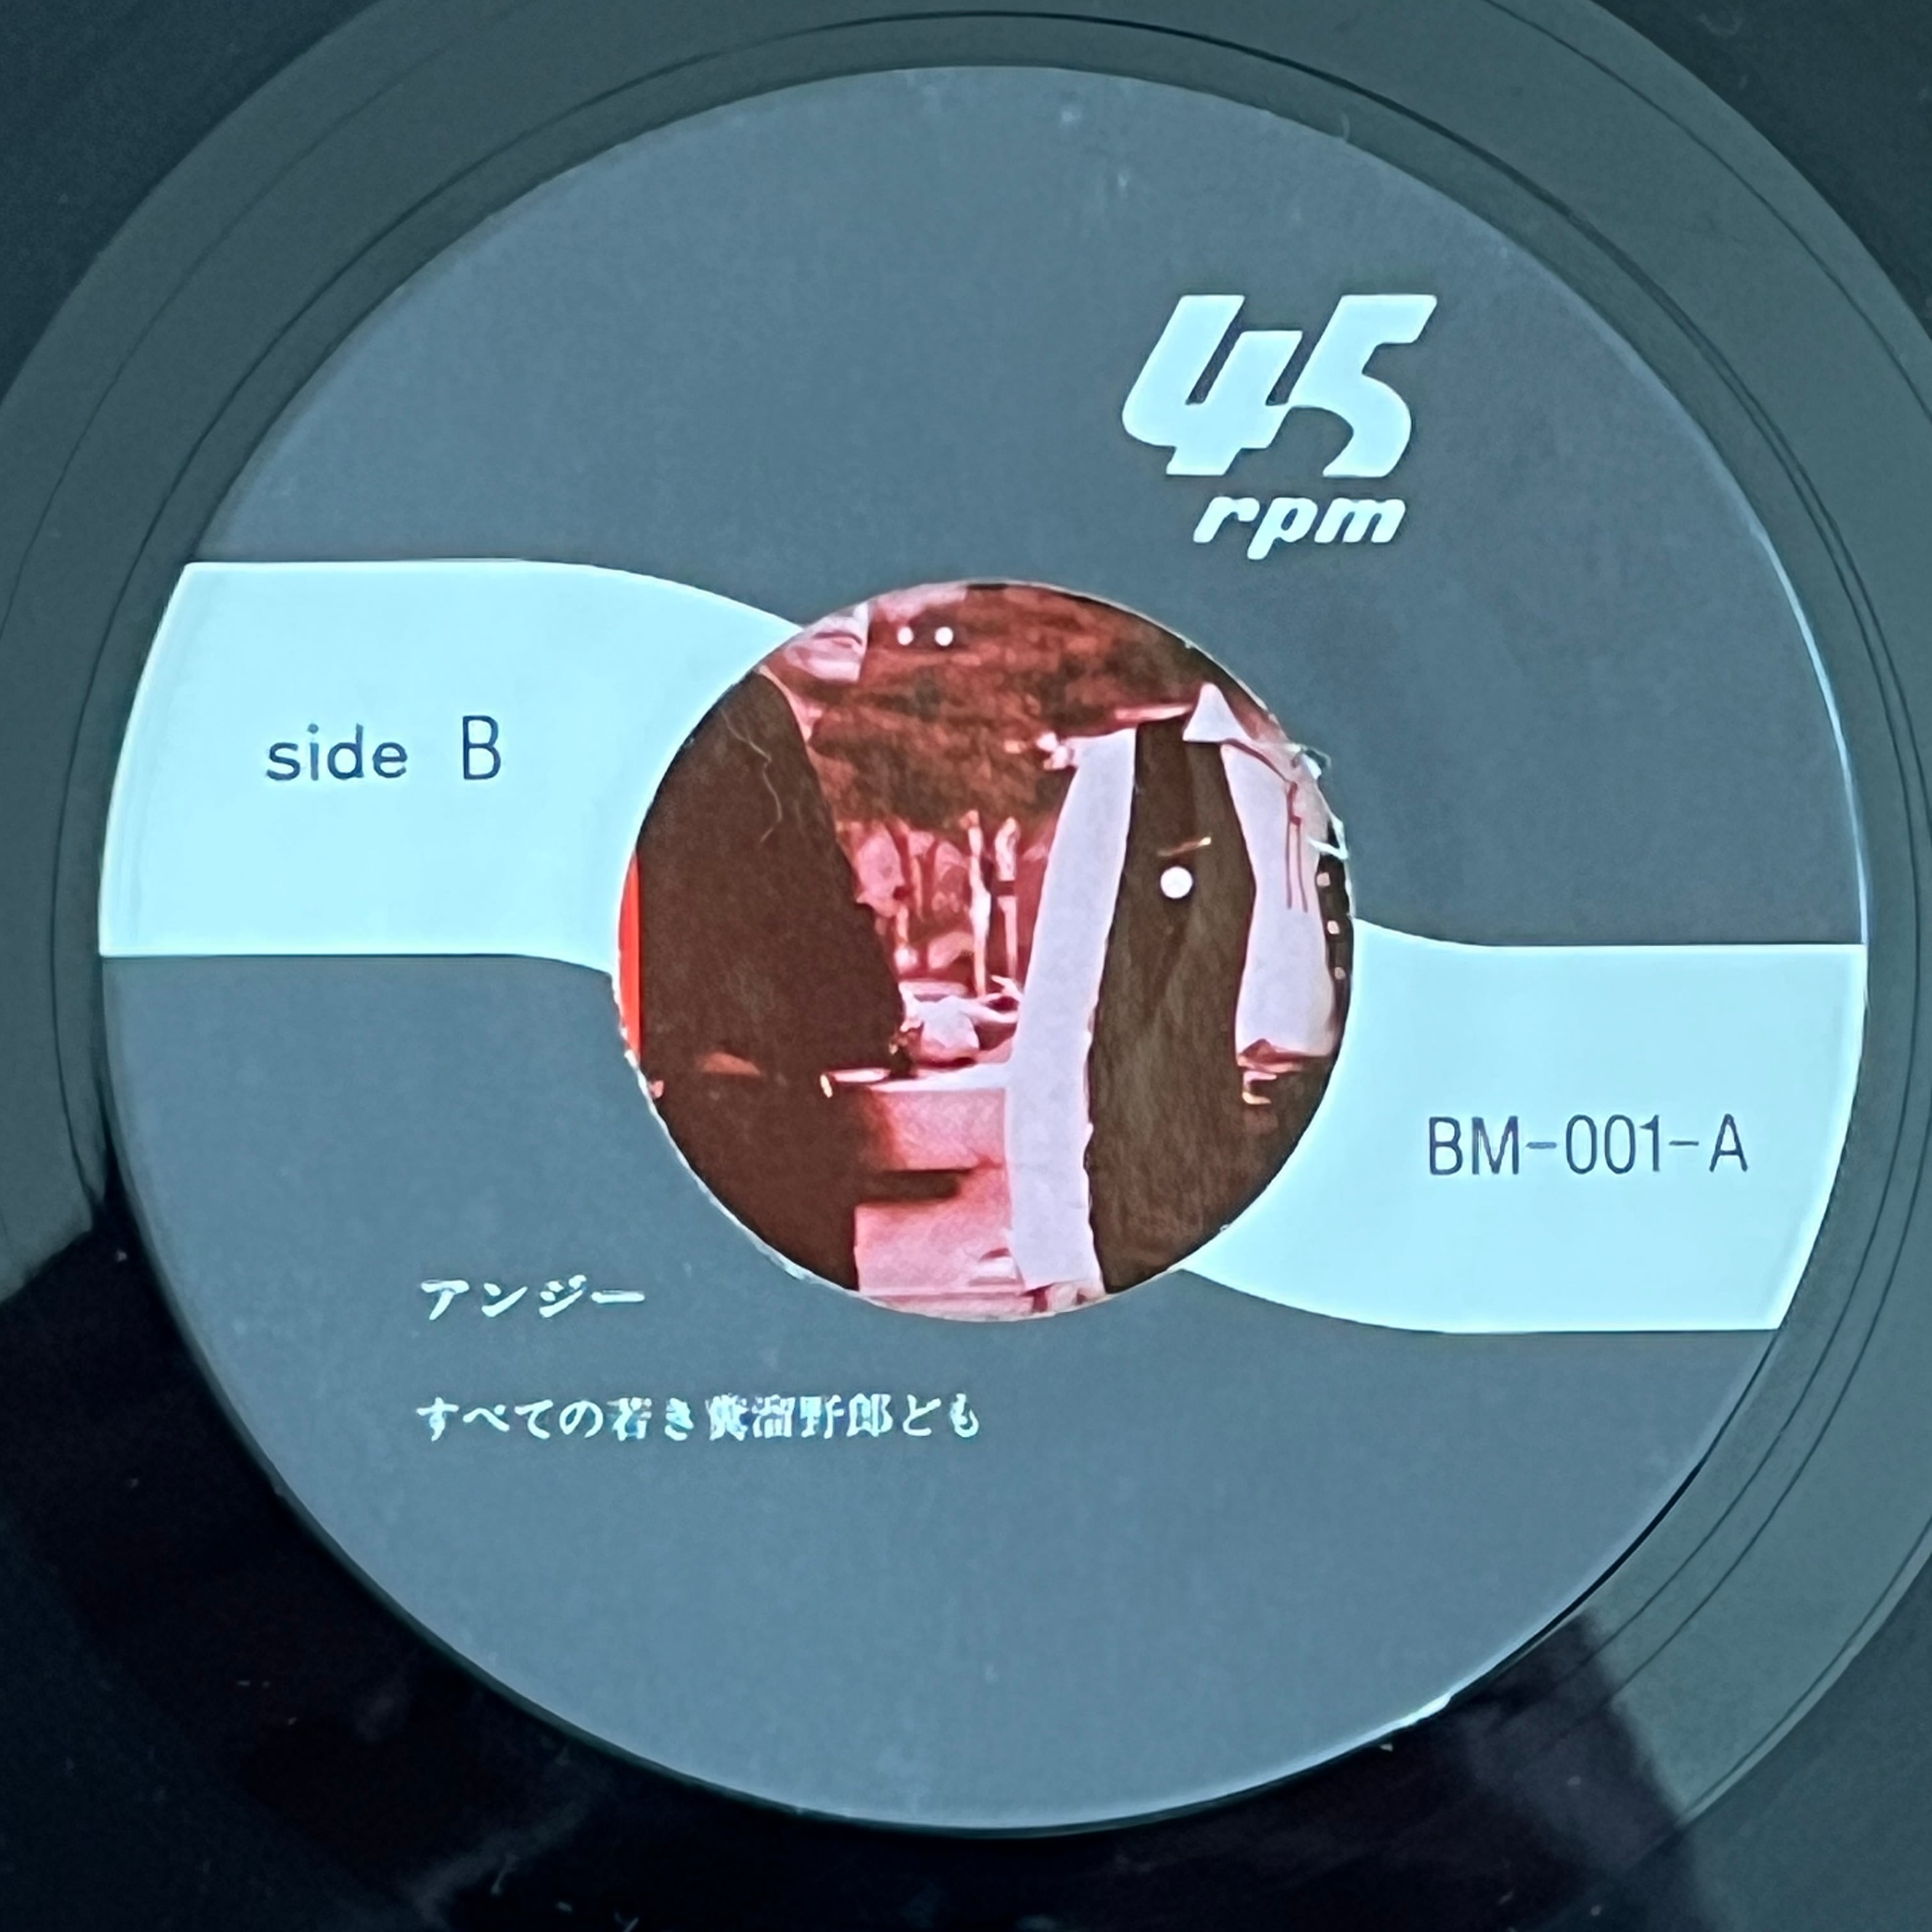 45
rpm
side B
BM-001-A
アンジー
すべての若き糞溜野郎ども